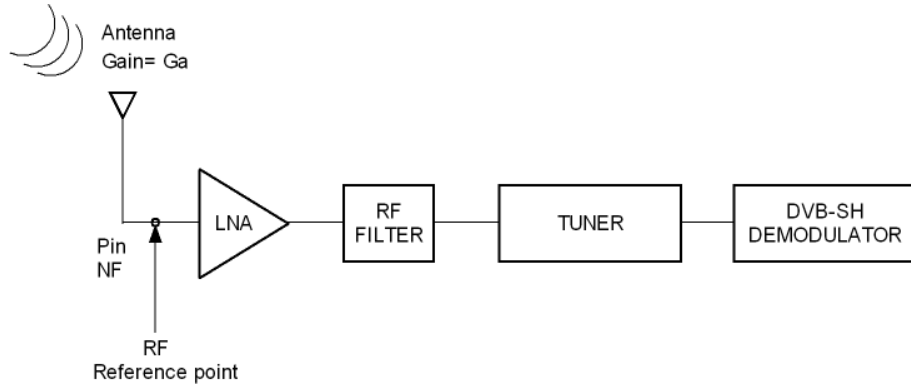 Antenna
Gain= Ga
LNA
RF
FILTER
TUNER
DVB-SH
DEMODULATOR
Pin
NF
RF
Reference point